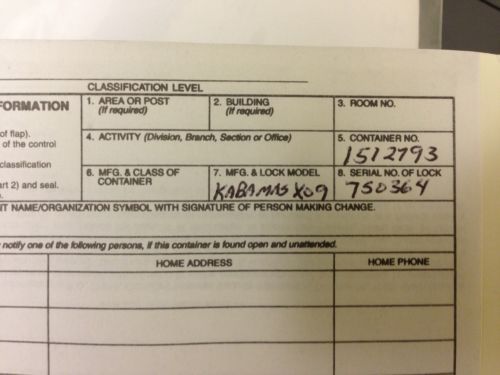 CLASSIFICATION LEVEL
FORMATION
1. AREA OR POST
(If required)
2. BUILDING
(If required)
3. ROOM NO.
of flap).
of the control
4. ACTIVITY (Division, Branch, Section or Office)
5. CONTAINER NO.
1512793
classification
art 2) and seal.
6. MFG. & CLASS OF
CONTAINER
7. MFG. & LOCK MODEL
KABAMAS X09
8. SERIAL NO. OF LOCK
750364
NT NAME/ORGANIZATION SYMBOL WITH SIGNATURE OF PERSON MAKING CHANGE.
notify one of the following persons, if this container is found open and unattended.
HOME ADDRESS
HOME PHONE